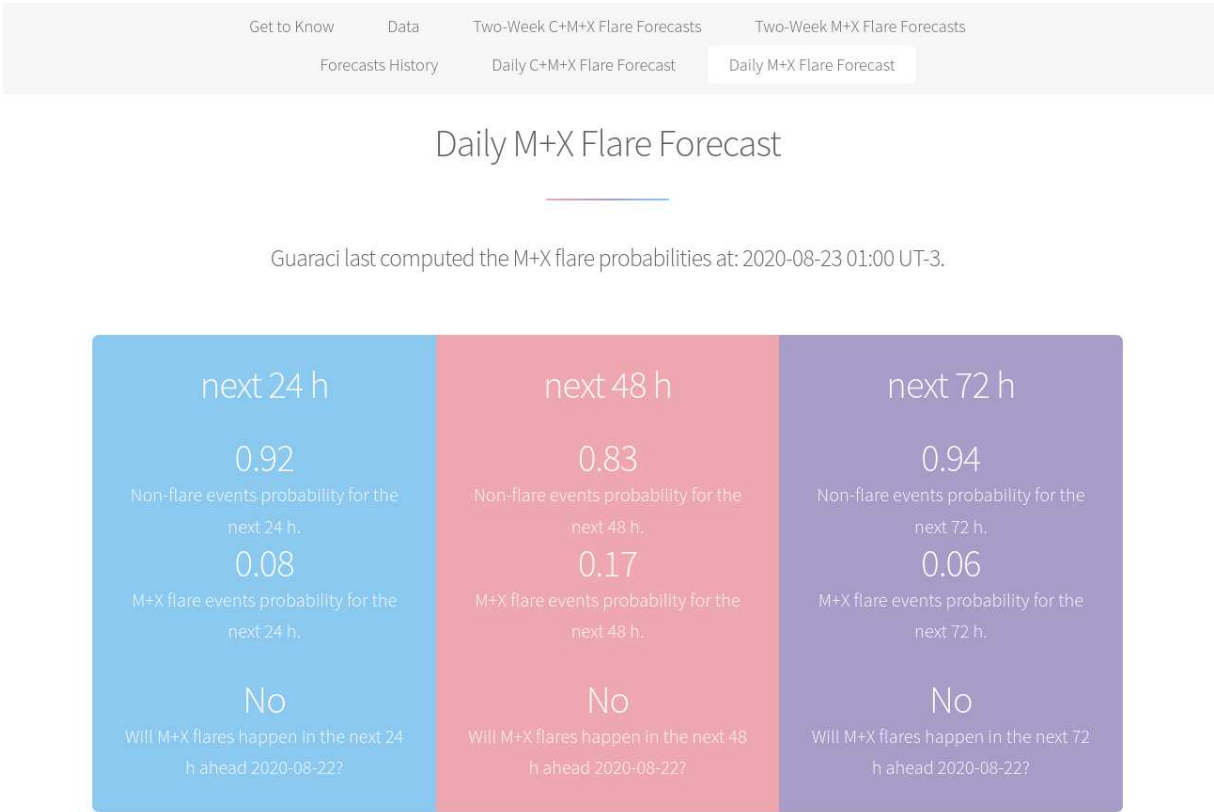 Get to Know Data Two-Week C+M+X Flare Forecasts Two-Week M+X Flare Forecasts
Forecasts History Daily C+M+X Flare Forecast Daily M+X Flare Forecast
Daily M+X Flare Forecast
Guaraci last computed the M+X flare probabilities at: 2020-08-23 01:00 UT-3.
next 24 h
0.92
Non-flare events probability for the
next 24 h.
0.08
M+X flare events probability for the
next 24 h.
No
Will M+X flares happen in the next 24
h ahead 2020-08-22?
next 48 h
0.83
Non-flare events probability for the
next 48 h.
0.17
M+X flare events probability for the
next 48 h.
No
Will M+X flares happen in the next 48
h ahead 2020-08-22?
next 72 h
0.94
Non-flare events probability for the
next 72 h.
0.06
M+X flare events probability for the
next 72 h.
No
Will M+X flares happen in the next 72
h ahead 2020-08-22?